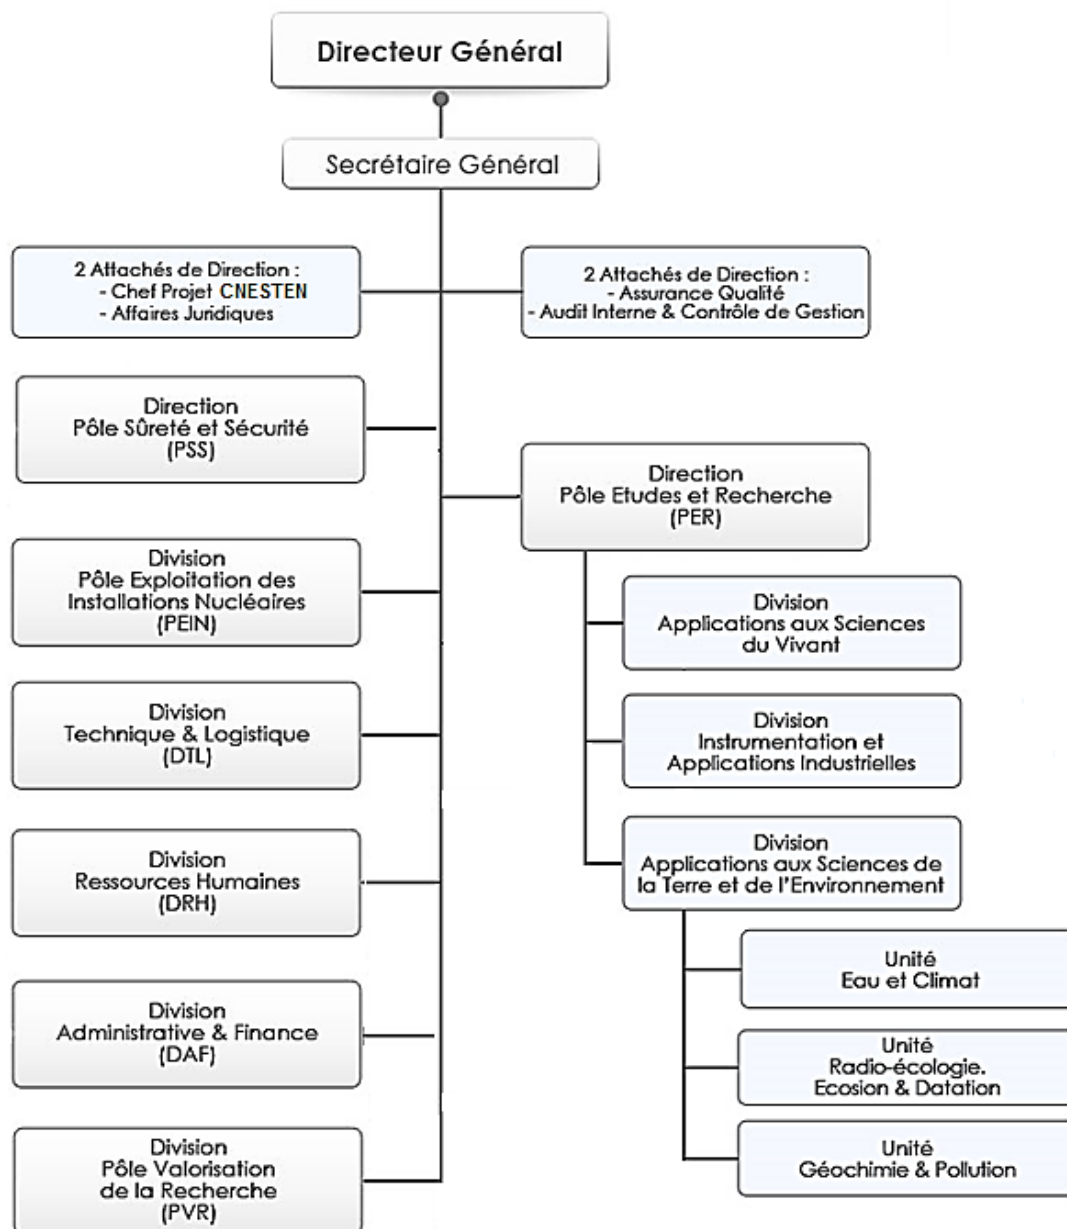 Directeur Général
Secrétaire Général
2 Attachés de Direction :
- Chef Projet CNESTEN
- Affaires Juridiques
2 Attachés de Direction :
- Assurance Qualité
- Audit Interne & Contrôle de Gestion
Direction
Pôle Sûreté et Sécurité
(PSS)
Direction
Pôle Etudes et Recherche
(PER)
Division
Pôle Exploitation des
Installations Nucléaires
(PEIN)
Division
Applications aux Sciences
du Vivant
Division
Technique & Logistique
(DTL)
Division
Instrumentation et
Applications Industrielles
Division
Ressources Humaines
(DRH)
Division
Applications aux Sciences de
la Terre et de l'Environnement
Division
Administrative & Finance
(DAF)
Unité
Eau et Climat
Unité
Radio-écologie.
Ecosion & Datation
Division
Pôle Valorisation
de la Recherche
(PVR)
Unité
Géochimie & Pollution